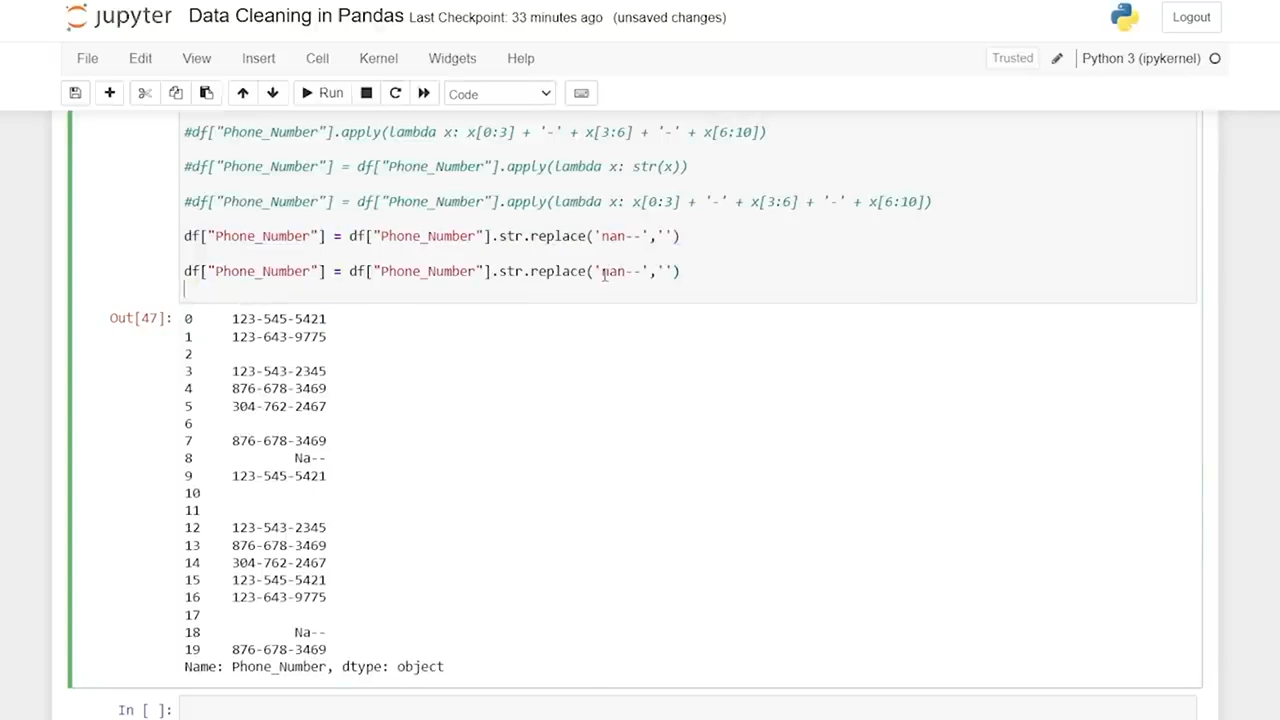 jupyter Data Cleaning in Pandas Last Checkpoint: 33 minutes ago (unsaved changes) Logout
File Edit View Insert Cell Kernel Widgets Help Trusted Python 3 (ipykernel)
Run Code
#df["Phone_Number"].apply(lambda x: x[0:3] + '-' + x[3:6] + '-' + x[6:10])
#df["Phone_Number"] = df["Phone_Number"].apply(lambda x: str(x))
#df["Phone_Number"] = df["Phone_Number"].apply(lambda x: x[0:3] + '-' + x[3:6] + '-' + x[6:10])
df["Phone_Number"] = df["Phone_Number"].str.replace('nan--','')
df["Phone_Number"] = df["Phone_Number"].str.replace('nan--','')
Out[47]: 0 123-545-5421
1 123-643-9775
2
3 123-543-2345
4 876-678-3469
5 304-762-2467
6
7 876-678-3469
8 Na--
9 123-545-5421
10
11
12 123-543-2345
13 876-678-3469
14 304-762-2467
15 123-545-5421
16 123-643-9775
17
18 Na--
19 876-678-3469
Name: Phone_Number, dtype: object
In [ ]: